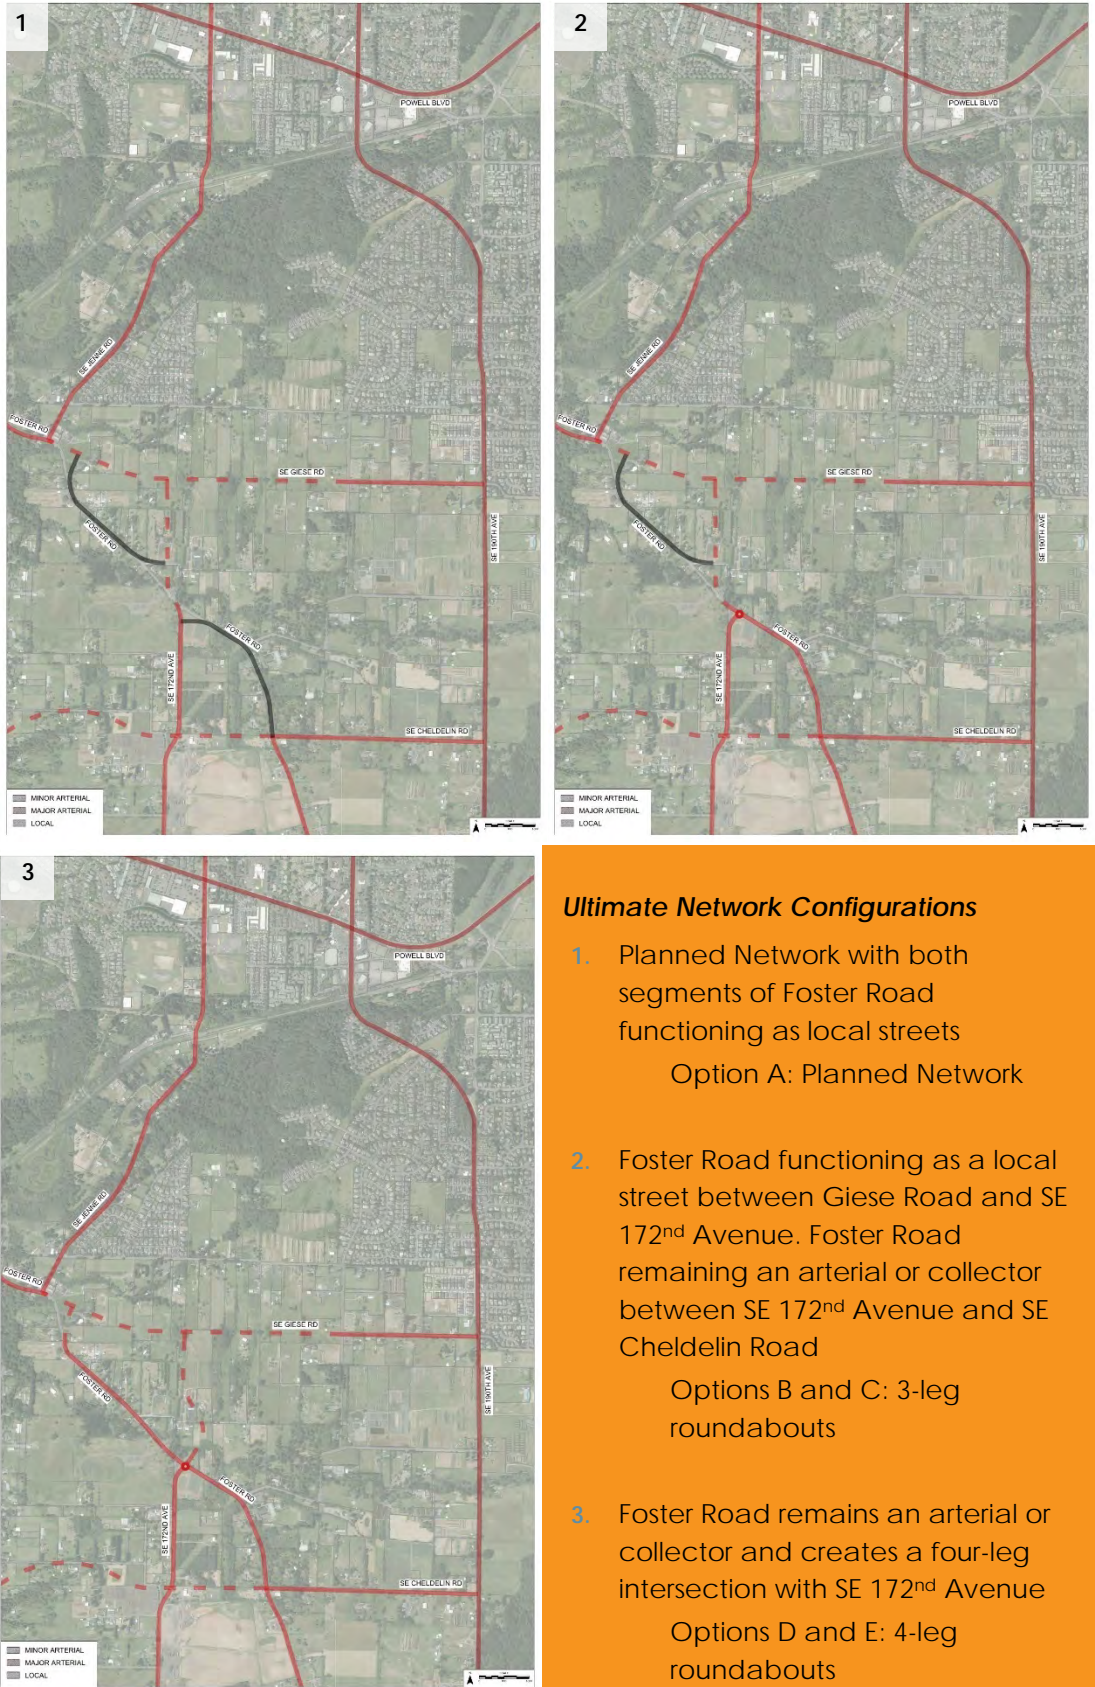 1
POWELL BLVD
SE JENNE RD
FOSTER RD
SE GIESE RD
FOSTER RD
SE 190TH AVE
FOSTER RD
SE 172ND AVE
SE CHELDELIN RD
MINOR ARTERIAL
MAJOR ARTERIAL
LOCAL
2
POWELL BLVD
SE JENNE RD
FOSTER RD
SE GIESE RD
FOSTER RD
SE 190TH AVE
FOSTER RD
SE 172ND AVE
SE CHELDELIN RD
MINOR ARTERIAL
MAJOR ARTERIAL
LOCAL
3
POWELL BLVD
SE JENNE RD
FOSTER RD
SE GIESE RD
FOSTER RD
SE 190TH AVE
FOSTER RD
SE 172ND AVE
SE CHELDELIN RD
MINOR ARTERIAL
MAJOR ARTERIAL
LOCAL
Ultimate Network Configurations
1. Planned Network with both
segments of Foster Road
functioning as local streets
Option A: Planned Network
2. Foster Road functioning as a local
street between Giese Road and SE
172nd Avenue. Foster Road
remaining an arterial or collector
between SE 172nd Avenue and SE
Cheldelin Road
Options B and C: 3-leg
roundabouts
3. Foster Road remains an arterial or
collector and creates a four-leg
intersection with SE 172nd Avenue
Options D and E: 4-leg
roundabouts